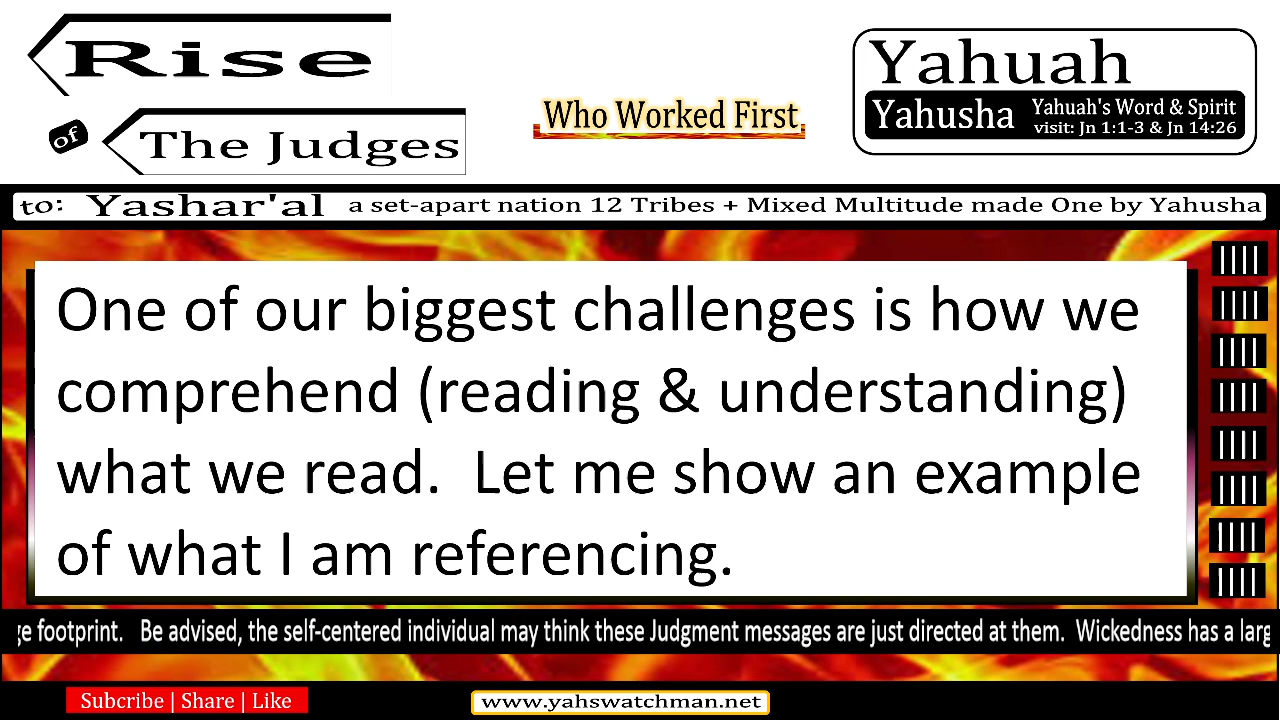 Rise
of
The Judges
Who Worked First
Yahuah
Yahusha
Yahuah's Word & Spirit
visit: Jn 1:1-3 & Jn 14:26
to: Yashar'al a set-apart nation 12 Tribes + Mixed Multitude made One by Yahusha
One of our biggest challenges is how we
comprehend (reading & understanding)
what we read. Let me show an example
of what I am referencing.
footprint. Be advised, the self-centered individual may think these Judgment messages are just directed at them. Wickedness has a
Subcribe | Share | Like
www.yahswatchman.net